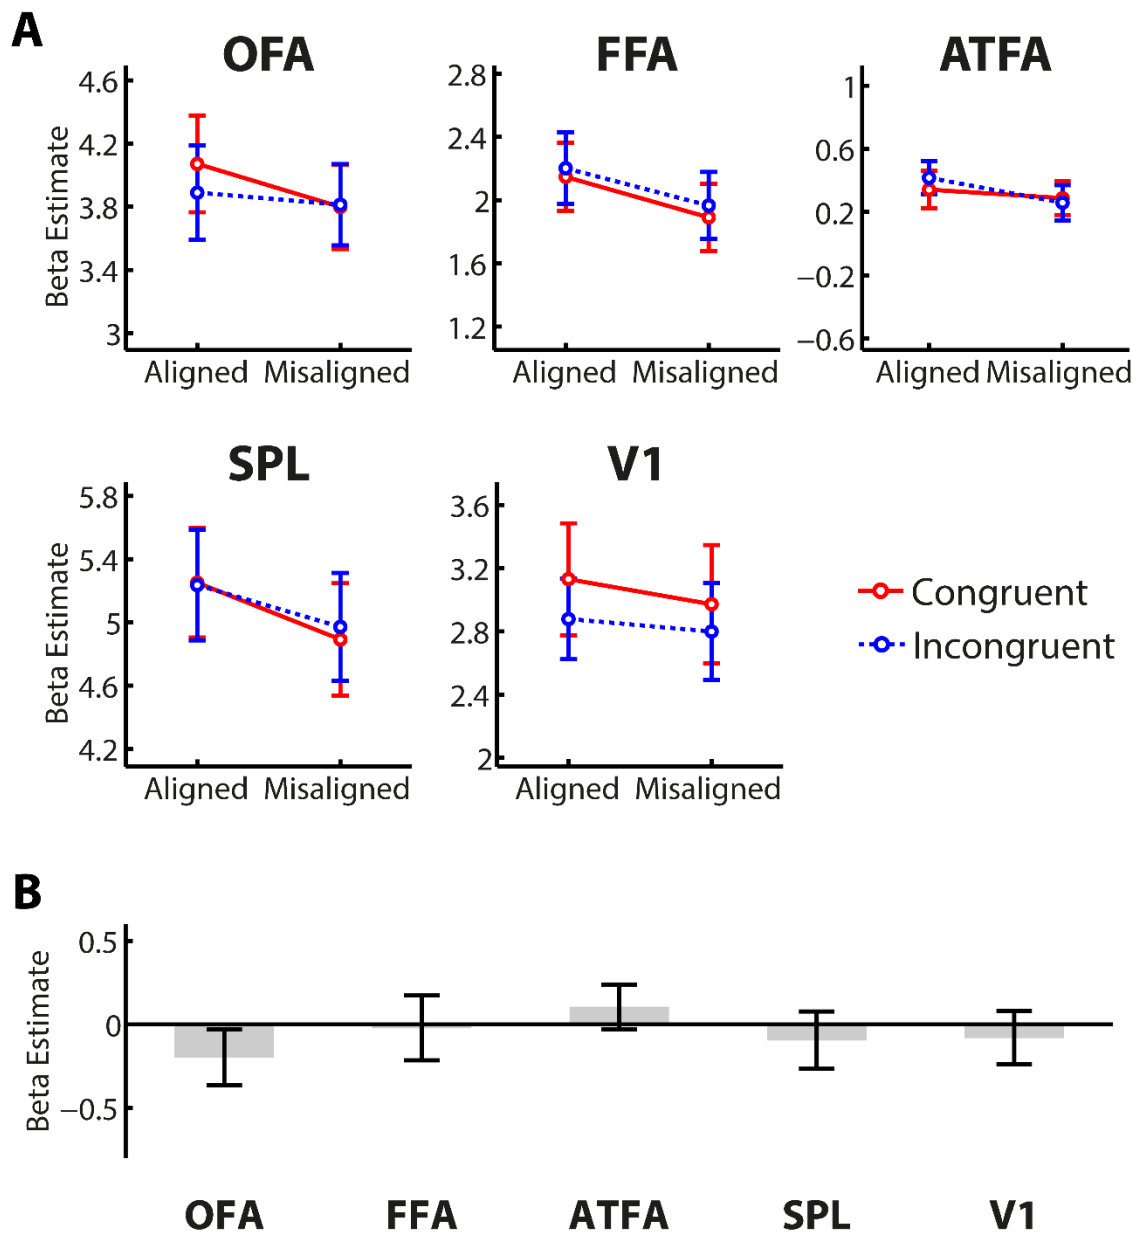 A
OFA
FFA
ATFA
Beta Estimate
4.6
4.2
3.8
3.4
3
2.8
2.4
2
1.6
1.2
1
0.6
0.2
−0.2
−0.6
Aligned Misaligned
Aligned Misaligned
Aligned Misaligned
SPL
V1
Beta Estimate
5.8
5.4
5
4.6
4.2
3.6
3.2
2.8
2.4
2
Aligned Misaligned
Aligned Misaligned
Congruent
Incongruent
B
Beta Estimate
0.5
0
−0.5
OFA FFA ATFA SPL V1